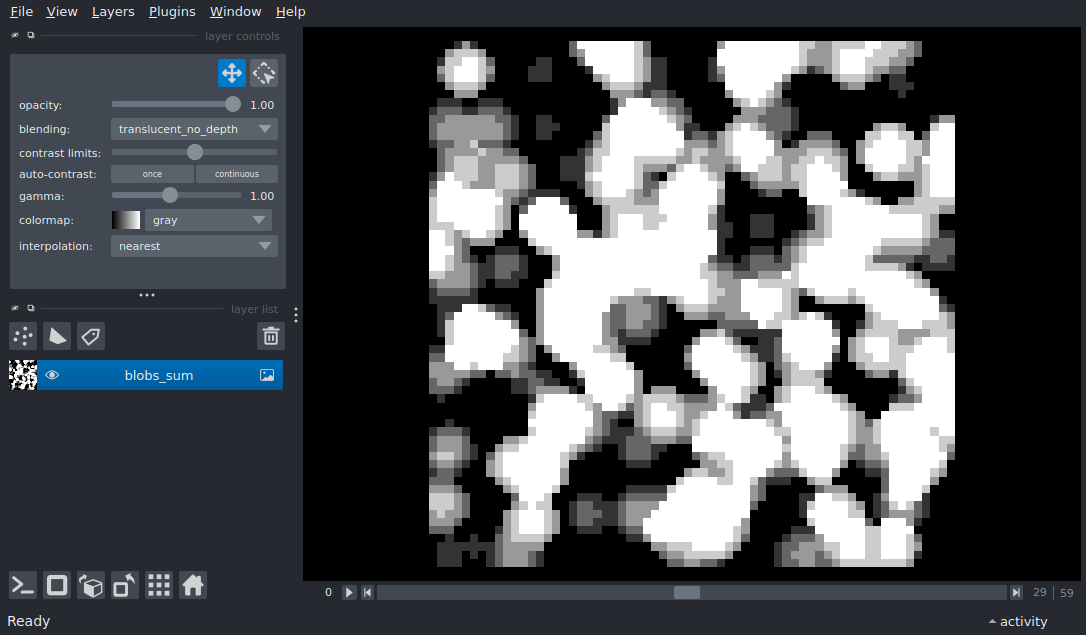 File View Layers Plugins Window Help
layer controls
opacity: 1.00
blending: translucent_no_depth
contrast limits:
auto-contrast: once continuous
gamma: 1.00
colormap: gray
interpolation: nearest
layer list
blobs_sum
0 29 59
Ready activity